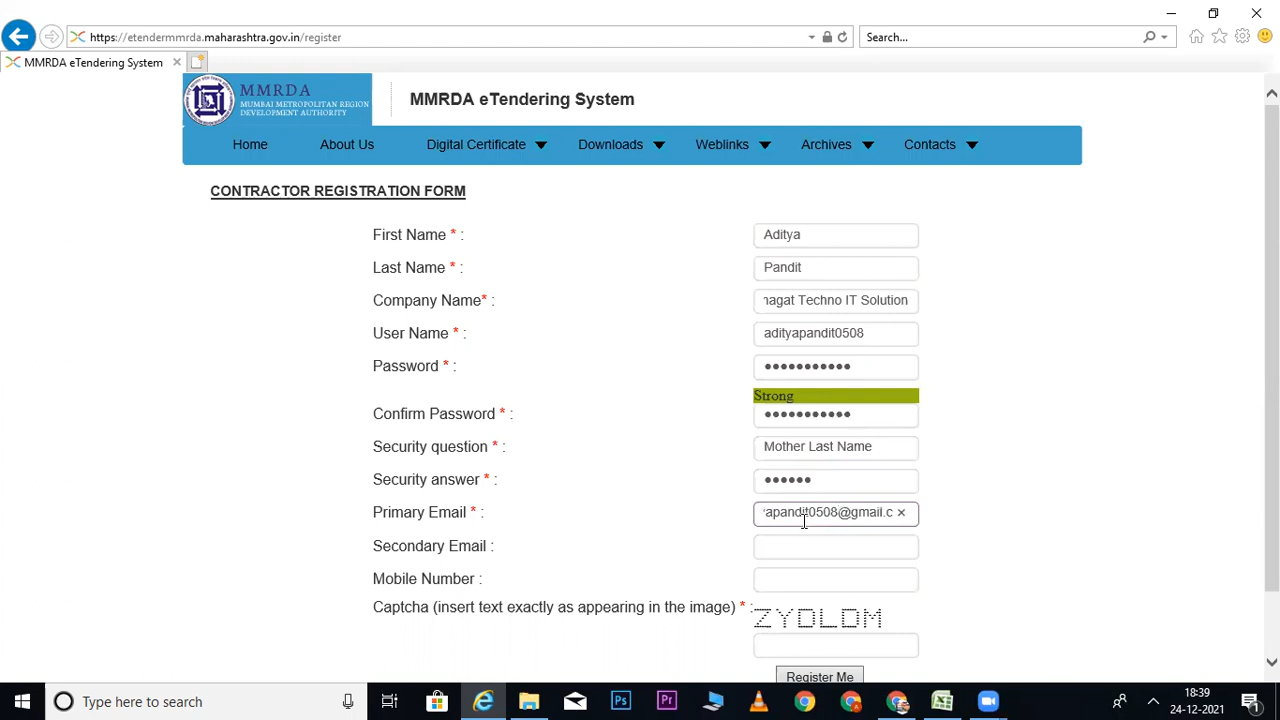 https://etendermmrda.maharashtra.gov.in/register
Search...
MMRDA eTendering System
MMRDA
MUMBAI METROPOLITAN REGION
DEVELOPMENT AUTHORITY
MMRDA eTendering System
Home About Us Digital Certificate Downloads Weblinks Archives Contacts
CONTRACTOR REGISTRATION FORM
First Name * : Aditya
Last Name * : Pandit
Company Name* : nagat Techno IT Solution
User Name * : adityapandit0508
Password * : ●●●●●●●●●●●
Strong
Confirm Password * : ●●●●●●●●●●●
Security question * : Mother Last Name
Security answer * : ●●●●●●
Primary Email * : yapandit0508@gmail.c
Secondary Email :
Mobile Number :
Captcha (insert text exactly as appearing in the image) * :
ZYOLDM
Register Me
Type here to search
18:39
24-12-2021